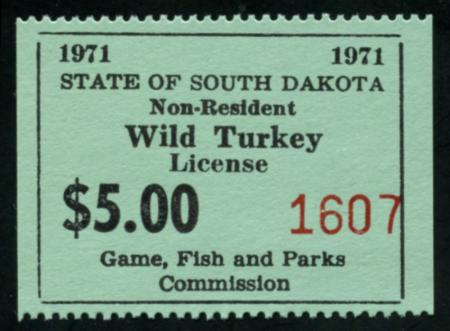 1971 1971
STATE OF SOUTH DAKOTA
Non-Resident
Wild Turkey
License
$5.00 1607
Game, Fish and Parks
Commission